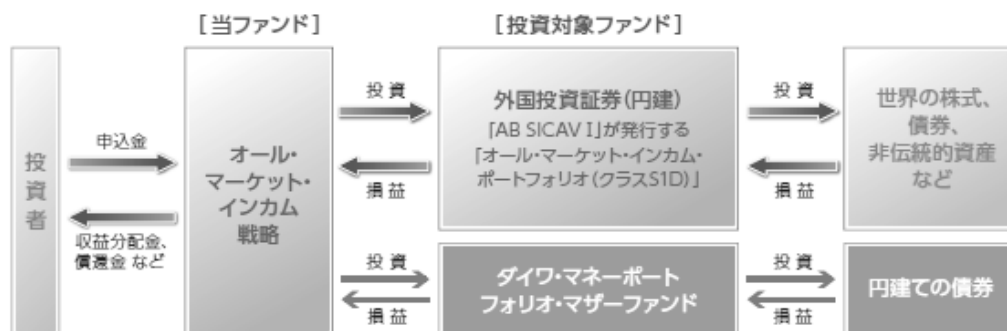 [当ファンド]
[投資対象ファンド]
投資者
申込金
収益分配金、
償還金 など
オール・
マーケット・
インカム
戦略
投 資
損 益
外国投資証券(円建)
「AB SICAV I」が発行する
「オール・マーケット・インカム・
ポートフォリオ(クラスS1D)」
投 資
損 益
世界の株式、
債券、
非伝統的資産
など
投 資
損 益
ダイワ・マネーポート
フォリオ・マザーファンド
投 資
損 益
円建ての債券